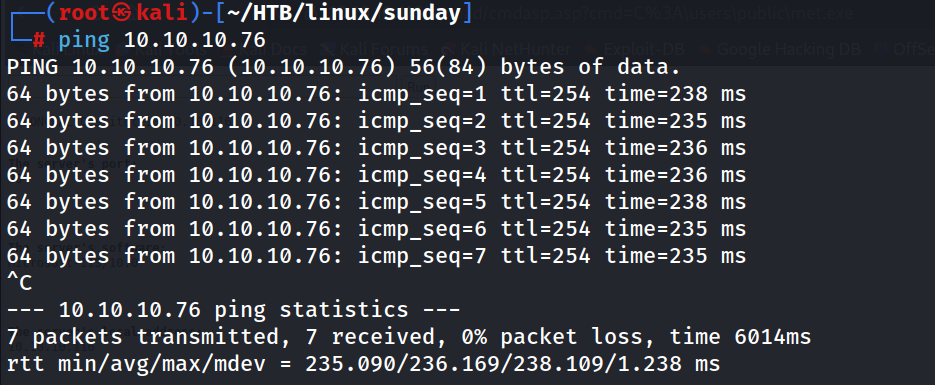 ┌──(root㉿kali)-[~/HTB/linux/sunday]
└─# ping 10.10.10.76
PING 10.10.10.76 (10.10.10.76) 56(84) bytes of data.
64 bytes from 10.10.10.76: icmp_seq=1 ttl=254 time=238 ms
64 bytes from 10.10.10.76: icmp_seq=2 ttl=254 time=235 ms
64 bytes from 10.10.10.76: icmp_seq=3 ttl=254 time=236 ms
64 bytes from 10.10.10.76: icmp_seq=4 ttl=254 time=236 ms
64 bytes from 10.10.10.76: icmp_seq=5 ttl=254 time=238 ms
64 bytes from 10.10.10.76: icmp_seq=6 ttl=254 time=235 ms
64 bytes from 10.10.10.76: icmp_seq=7 ttl=254 time=235 ms
^C
--- 10.10.10.76 ping statistics ---
7 packets transmitted, 7 received, 0% packet loss, time 6014ms
rtt min/avg/max/mdev = 235.090/236.169/238.109/1.238 ms